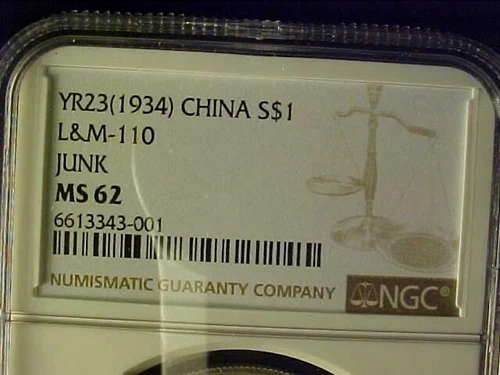 YR23(1934) CHINA S$1
L&M-110
JUNK
MS 62
6613343-001
NUMISMATIC GUARANTY COMPANY
NGC®